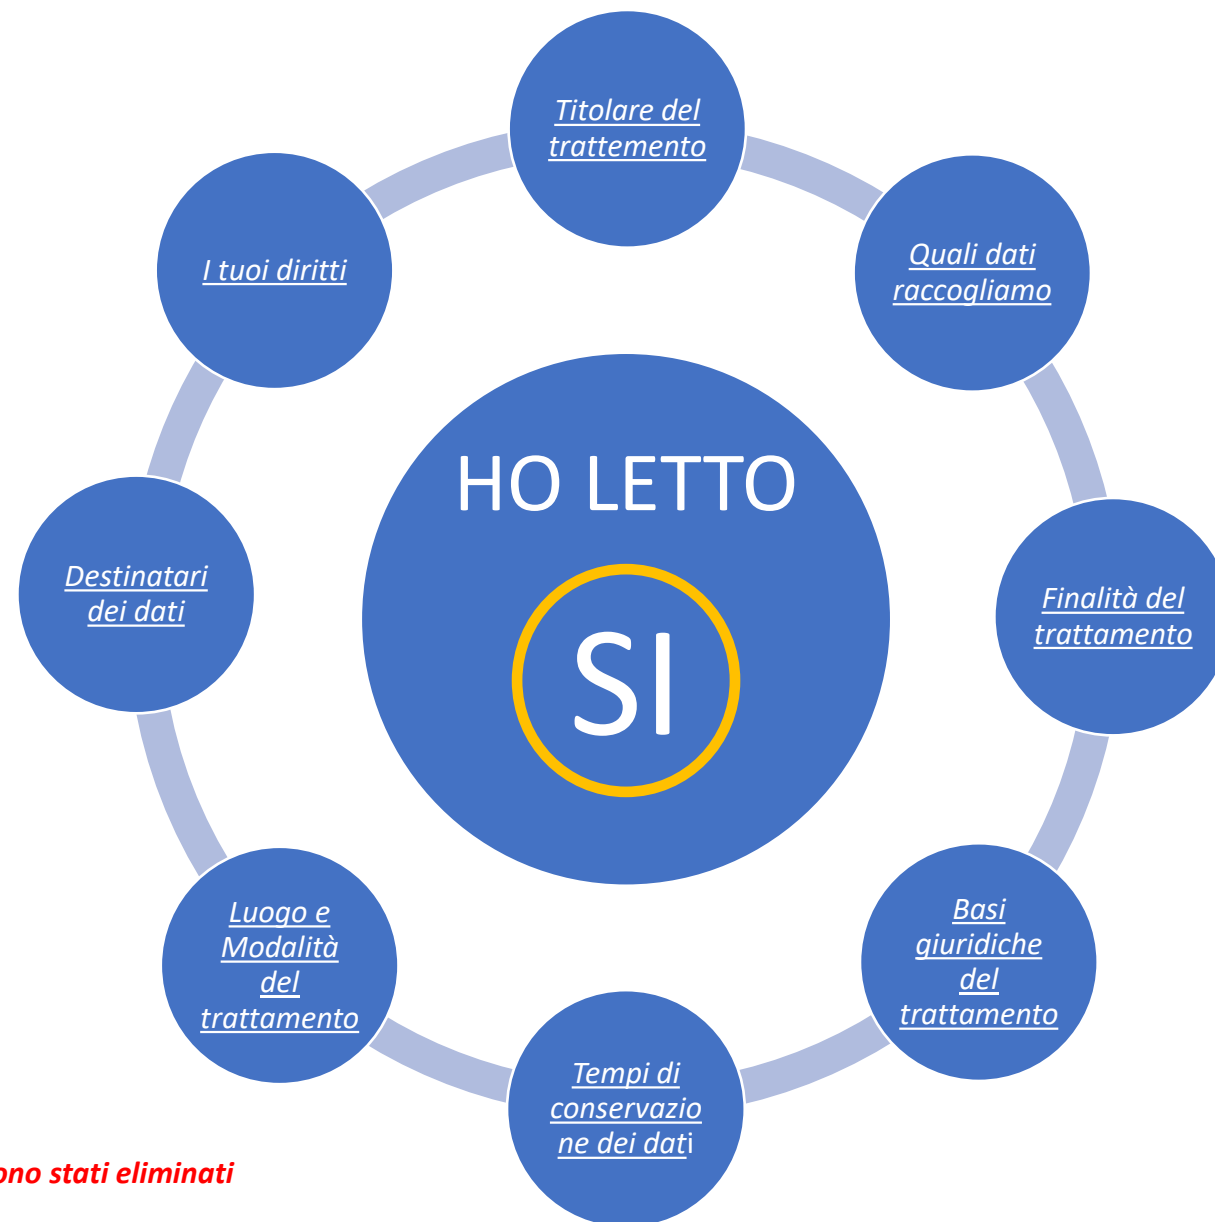 Titolare del
trattemento
Quali dati
raccogliamo
Finalità del
trattamento
Basi
giuridiche
del
trattamento
Tempi di
conservazio
ne dei dati
Luogo e
Modalità
del
trattamento
Destinatari
dei dati
I tuoi diritti
HO LETTO
SI
ono stati eliminati